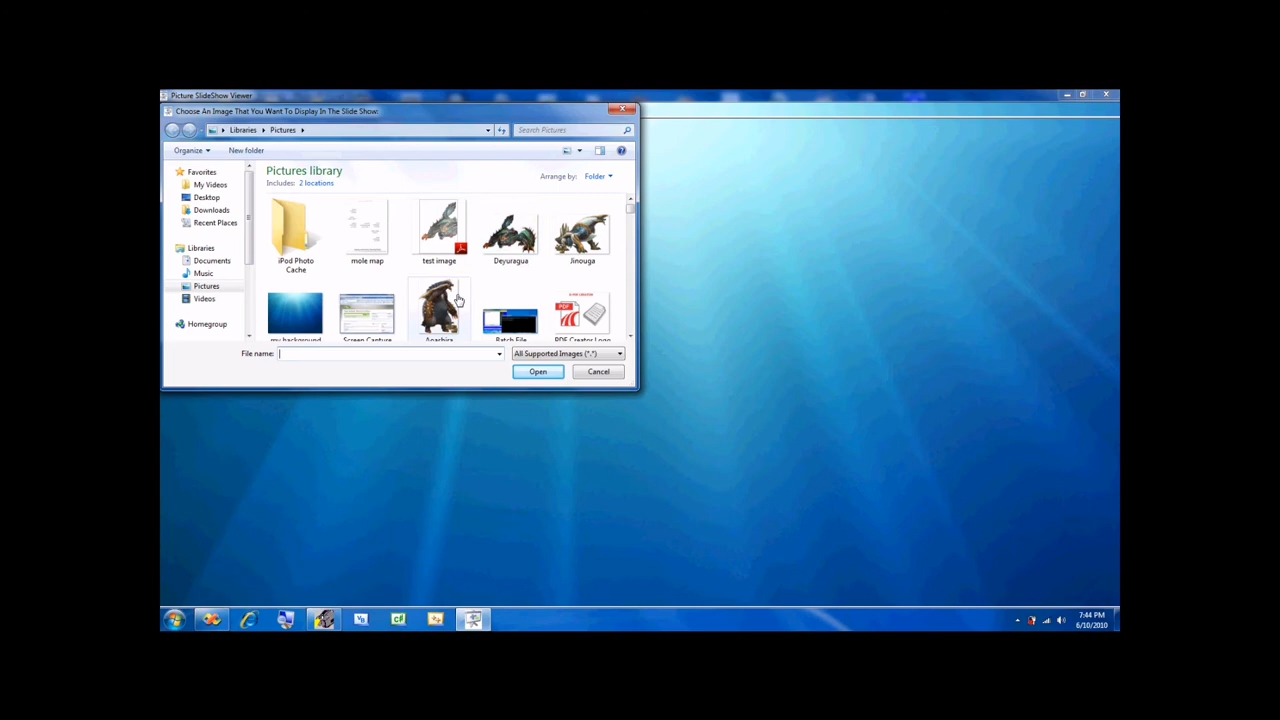 Picture SlideShow Viewer
Choose An Image That You Want To Display In The Slide Show:
Libraries
Pictures
Search Pictures
Organize
New folder
Favorites
My Videos
Desktop
Downloads
Recent Places
Libraries
Documents
Music
Pictures
Videos
Homegroup
Pictures library
Includes: 2 locations
Arrange by: Folder
iPod Photo
Cache
mole map
test image
Deyuragua
Jinouga
my background
Screen Capture
Batch File
PDF Creator Logo
File name:
All Supported Images (*.*)
Open
Cancel
VB
C#
7:44 PM
6/10/2010